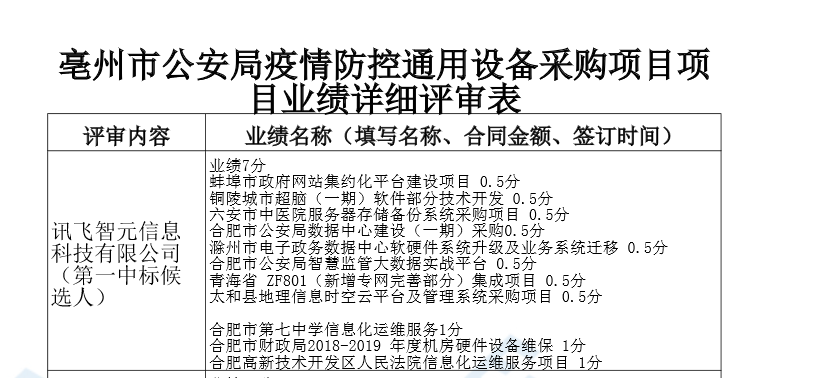 亳州市公安局疫情防控通用设备采购项目项
目业绩详细评审表
评审内容
业绩名称（填写名称、合同金额、签订时间）
讯飞智元信息
科技有限公司
（第一中标候
选人）
业绩7分
蚌埠市政府网站集约化平台建设项目 0.5分
铜陵城市超脑（一期）软件部分技术开发 0.5分
六安市中医院服务器存储备份系统采购项目 0.5分
合肥市公安局数据中心建设（一期）采购0.5分
滁州市电子政务数据中心软硬件系统升级及业务系统迁移 0.5分
合肥市公安局智慧监管大数据实战平台 0.5分
青海省 ZF801（新增专网完善部分）集成项目 0.5分
太和县地理信息时空云平台及管理系统采购项目 0.5分
合肥市第七中学信息化运维服务1分
合肥市财政局2018-2019 年度机房硬件设备维保 1分
合肥高新技术开发区人民法院信息化运维服务项目 1分